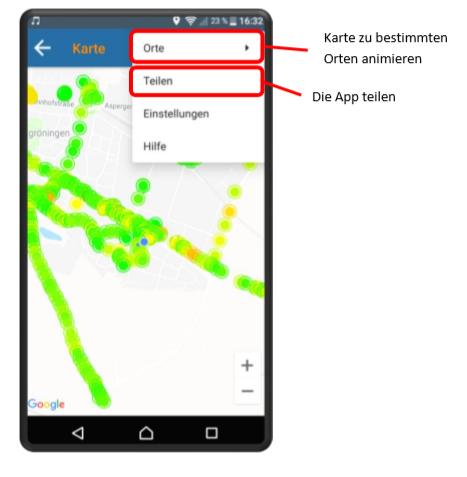 23 % 16:32
Karte
Orte
Karte zu bestimmten
Orten animieren
Teilen
Die App teilen
Asperger
gröningen
Einstellungen
Hilfe
+
−
Google